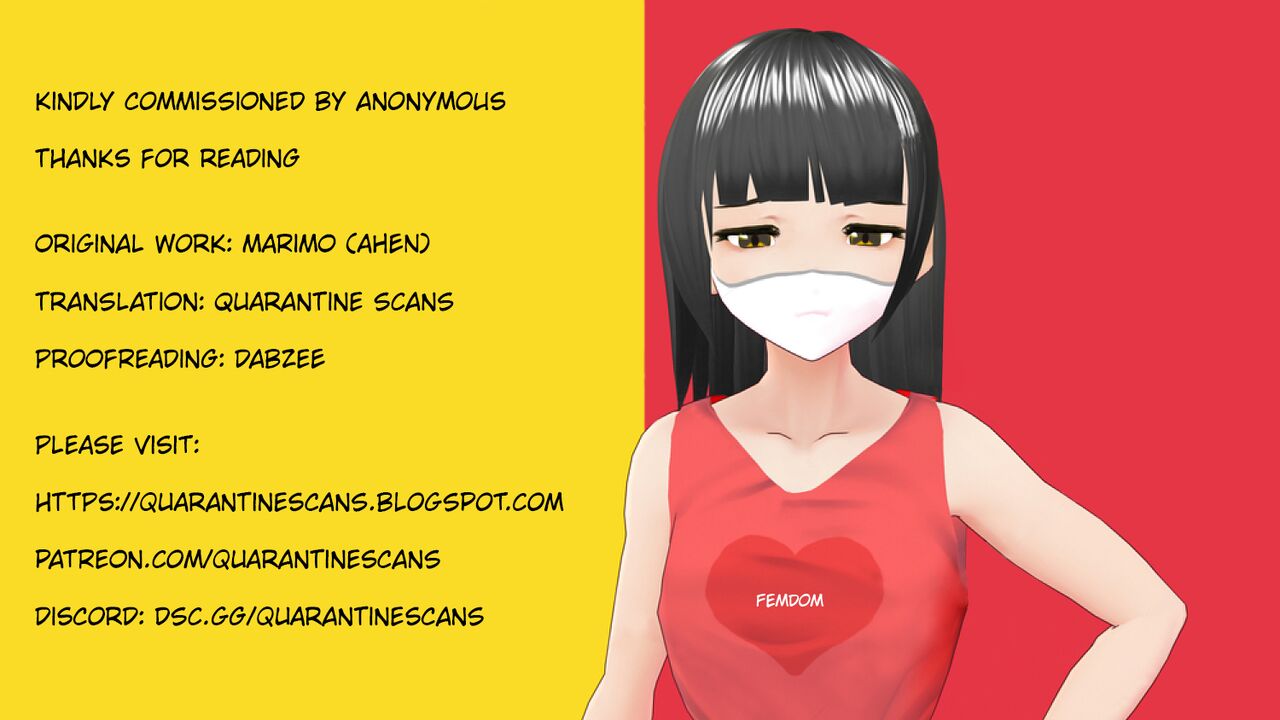 KINDLY COMMISSIONED BY ANONYMOUS
THANKS FOR READING
ORIGINAL WORK: MARIMO (AHEN)
TRANSLATION: QUARANTINE SCANS
PROOFREADING: DABZEE
PLEASE VISIT:
HTTPS://QUARANTINESCANS.BLOGSPOT.COM
PATREON.COM/QUARANTINESCANS
DISCORD: DSC.GG/QUARANTINESCANS
FEMDOM